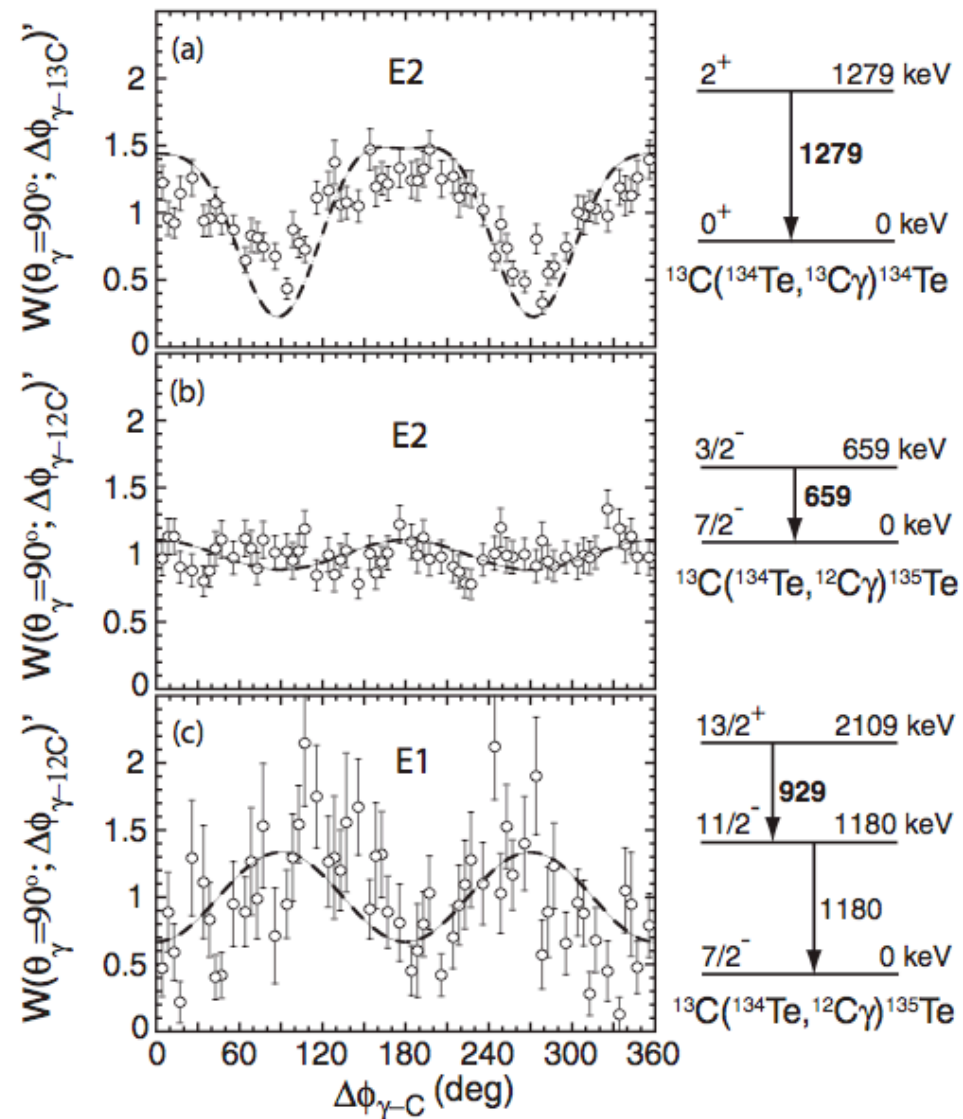 W(θγ=90°; Δϕγ−13C)’
2
1.5
1
0.5
0
(a)
E2
2⁺ 1279 keV
1279
0⁺ 0 keV
¹³C(¹³⁴Te,¹³Cγ)¹³⁴Te
W(θγ=90°; Δϕγ−12C)’
2
1.5
1
0.5
0
(b)
E2
3/2⁻ 659 keV
659
7/2⁻ 0 keV
¹³C(¹³⁴Te,¹²Cγ)¹³⁵Te
W(θγ=90°; Δϕγ−12C)’
2
1.5
1
0.5
0
(c)
E1
13/2⁺ 2109 keV
929
11/2⁻ 1180 keV
1180
7/2⁻ 0 keV
¹³C(¹³⁴Te,¹²Cγ)¹³⁵Te
0 60 120 180 240 300 360
Δϕγ−C (deg)